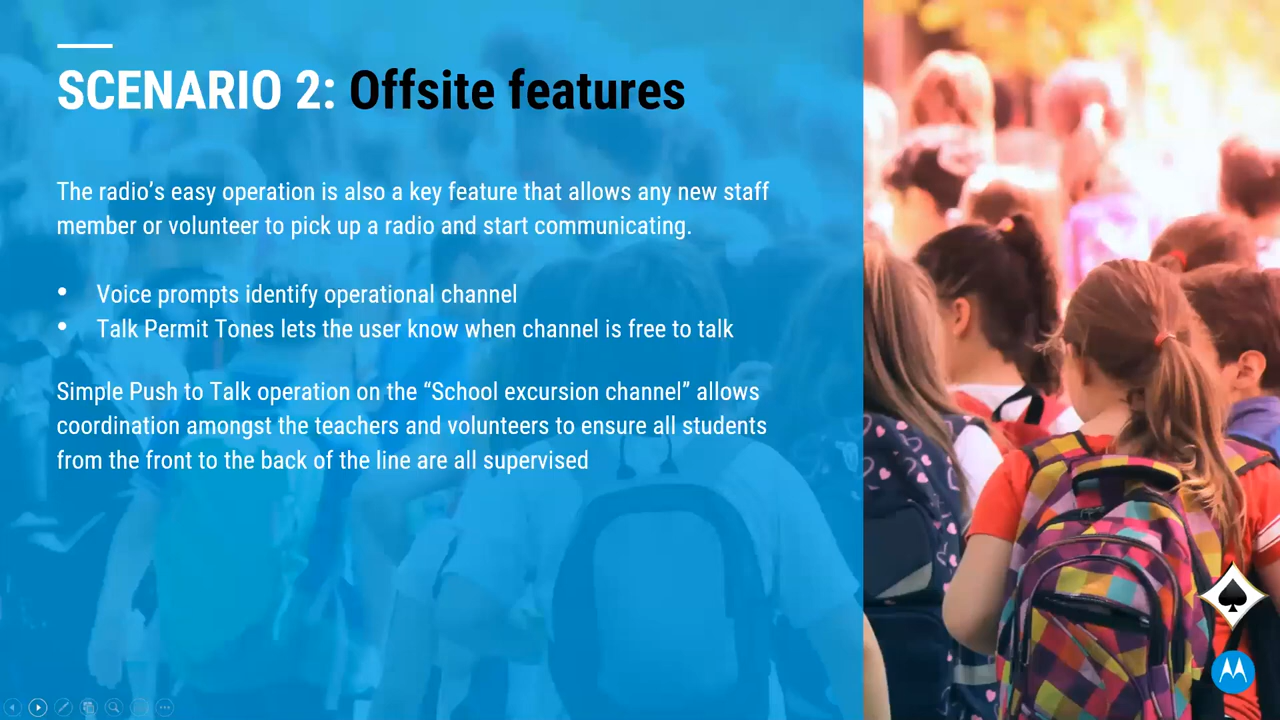 SCENARIO 2: Offsite features
The radio’s easy operation is also a key feature that allows any new staff
member or volunteer to pick up a radio and start communicating.
• Voice prompts identify operational channel
• Talk Permit Tones lets the user know when channel is free to talk
Simple Push to Talk operation on the “School excursion channel” allows
coordination amongst the teachers and volunteers to ensure all students
from the front to the back of the line are all supervised